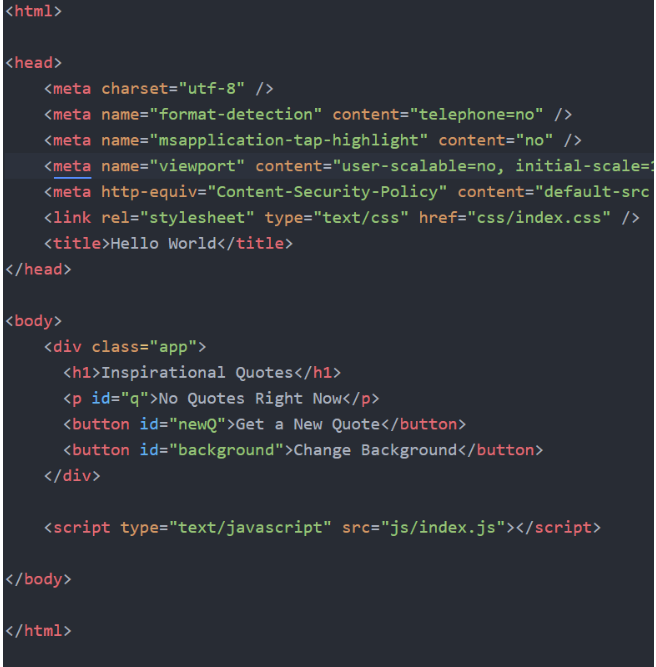 <html>
<head>
<meta charset="utf-8" />
<meta name="format-detection" content="telephone=no" />
<meta name="msapplication-tap-highlight" content="no" />
<meta name="viewport" content="user-scalable=no, initial-scale=1
<meta http-equiv="Content-Security-Policy" content="default-src
<link rel="stylesheet" type="text/css" href="css/index.css" />
<title>Hello World</title>
</head>
<body>
<div class="app">
<h1>Inspirational Quotes</h1>
<p id="q">No Quotes Right Now</p>
<button id="newQ">Get a New Quote</button>
<button id="background">Change Background</button>
</div>
<script type="text/javascript" src="js/index.js"></script>
</body>
</html>